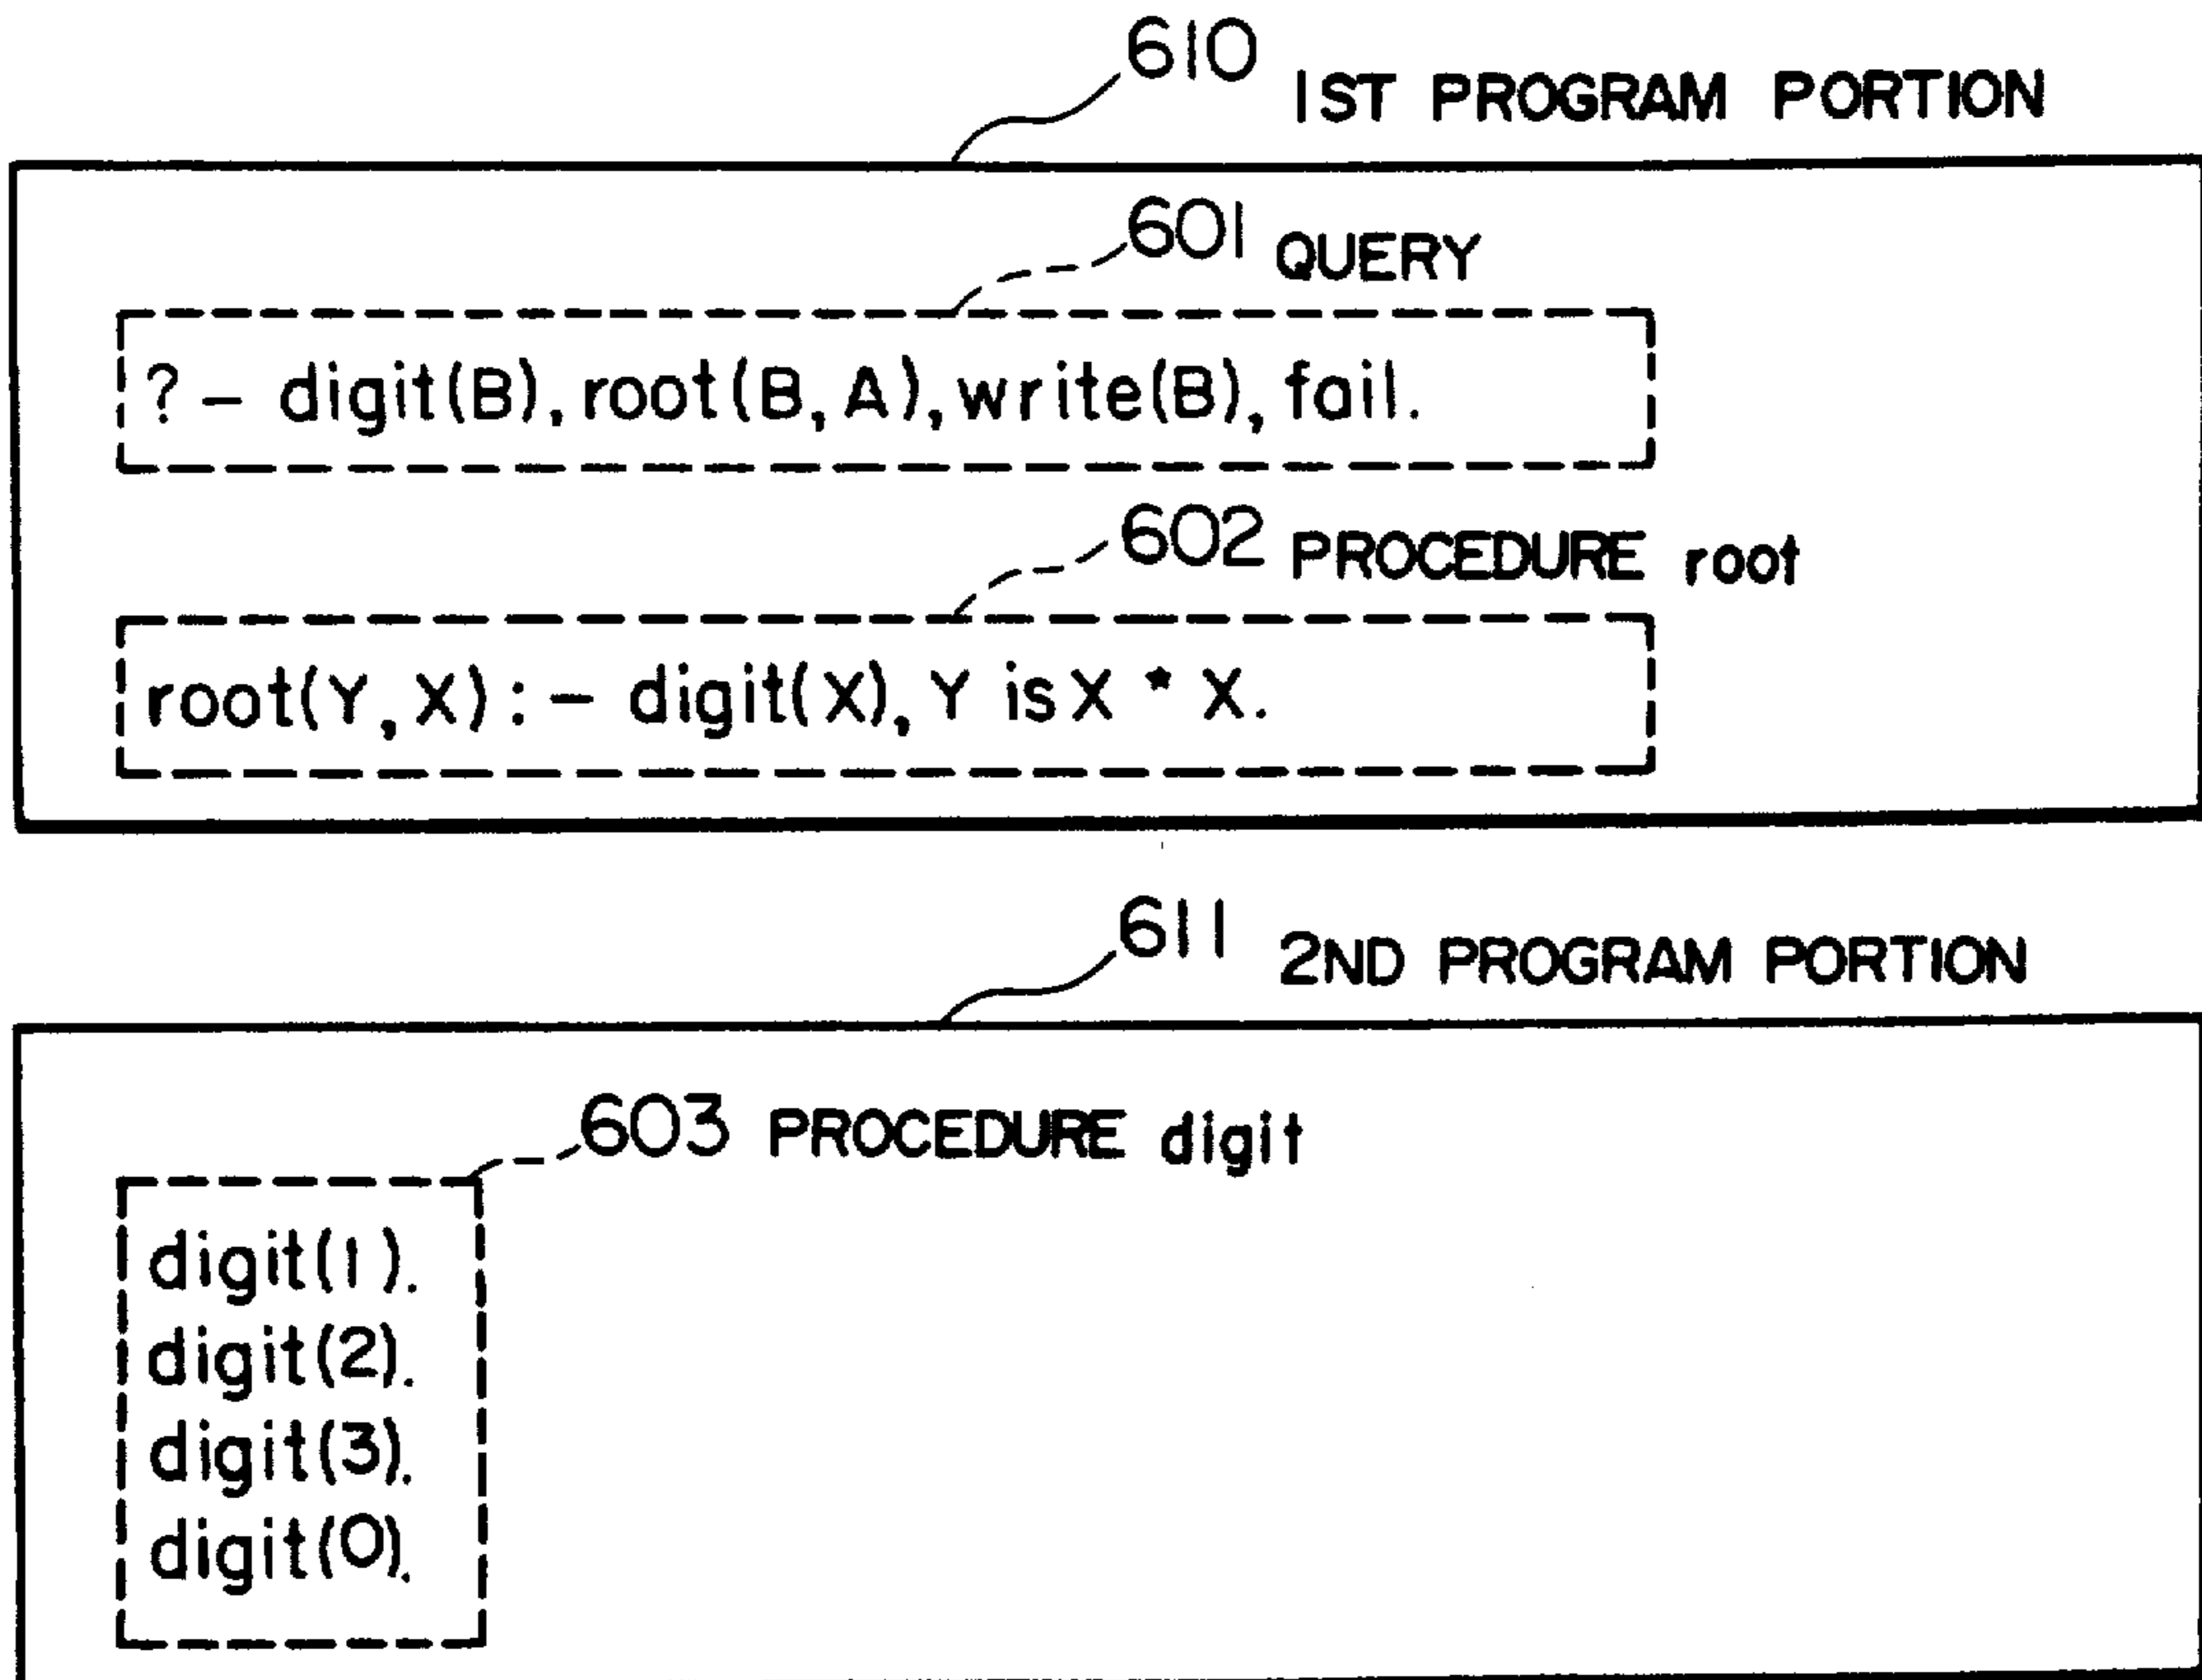 610 1ST PROGRAM PORTION
601 QUERY
? - digit(B), root(B, A), write(B), fail.
602 PROCEDURE root
root(Y, X) : - digit(X), Y is X * X.
611 2ND PROGRAM PORTION
603 PROCEDURE digit
digit(1).
digit(2).
digit(3).
digit(0).